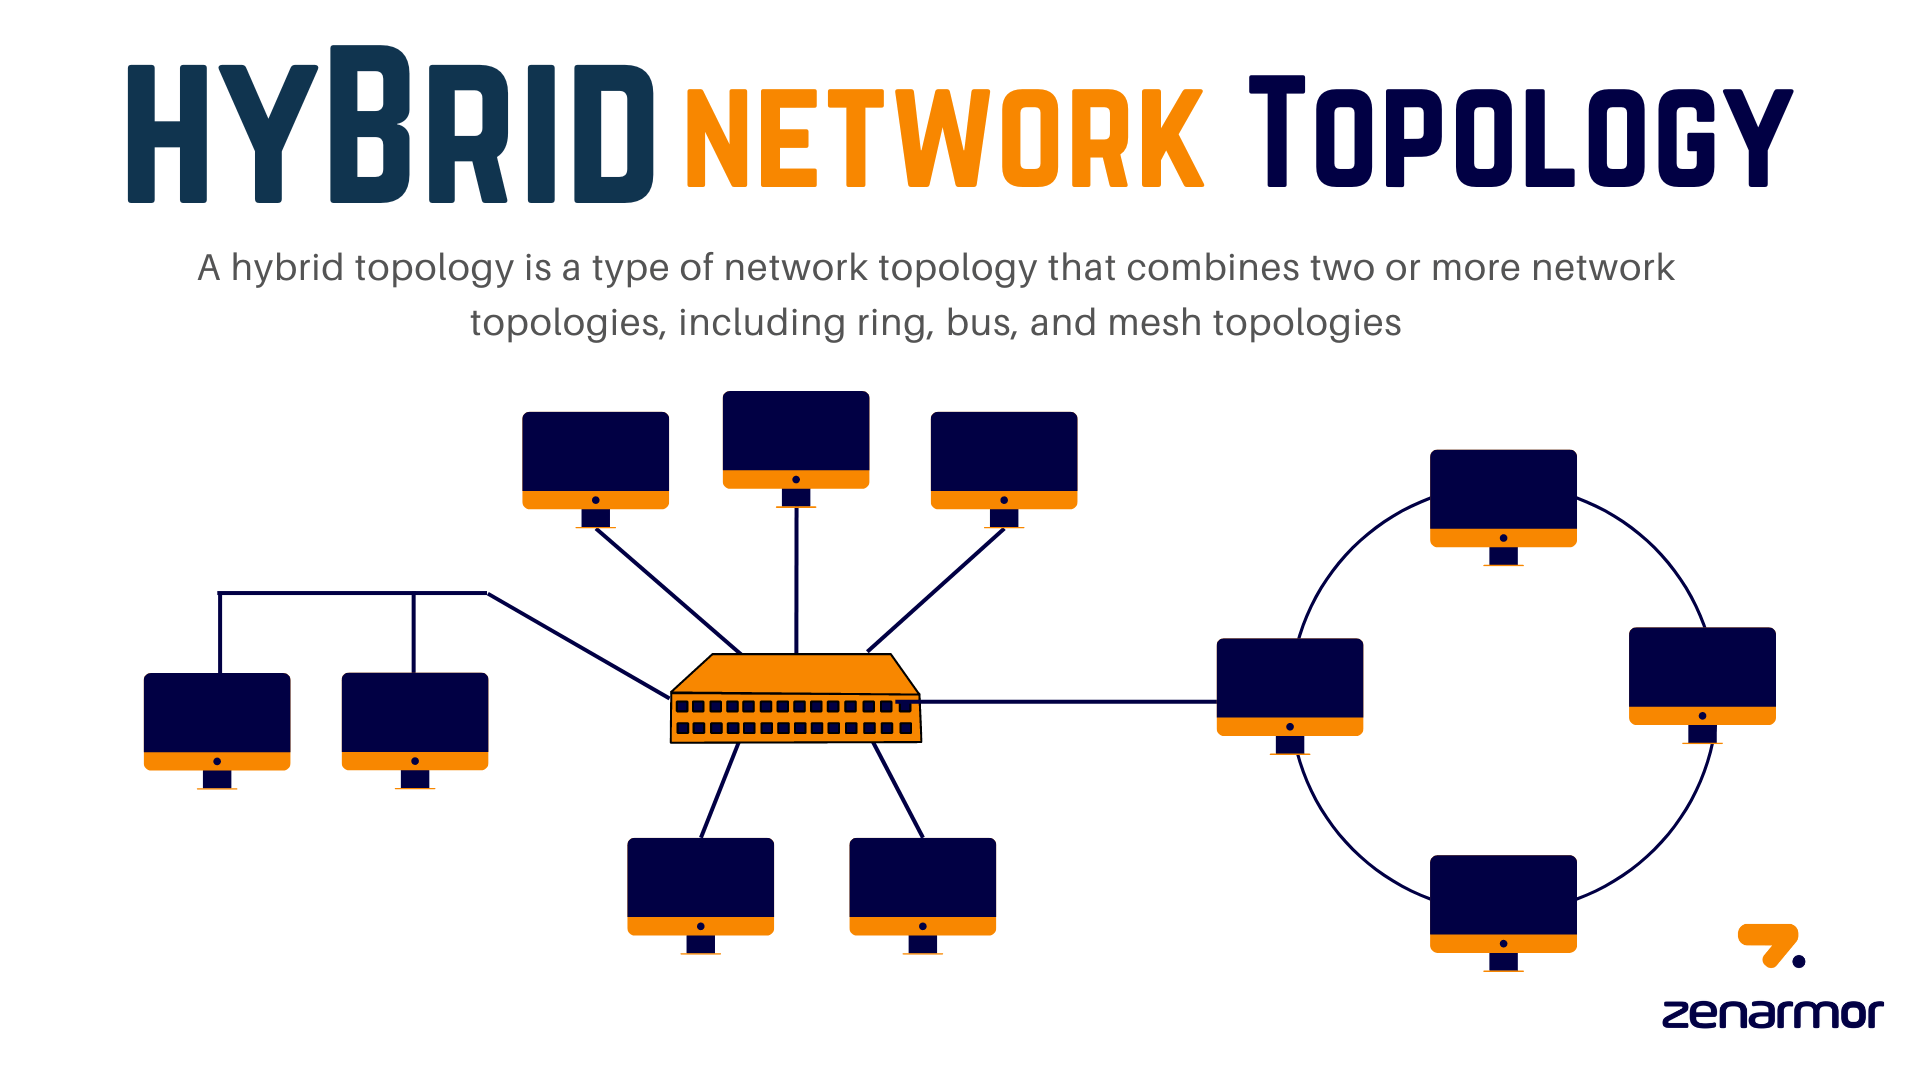 HYBRID NETWORK TOPOLOGY
A hybrid topology is a type of network topology that combines two or more network
topologies, including ring, bus, and mesh topologies
zenarmor